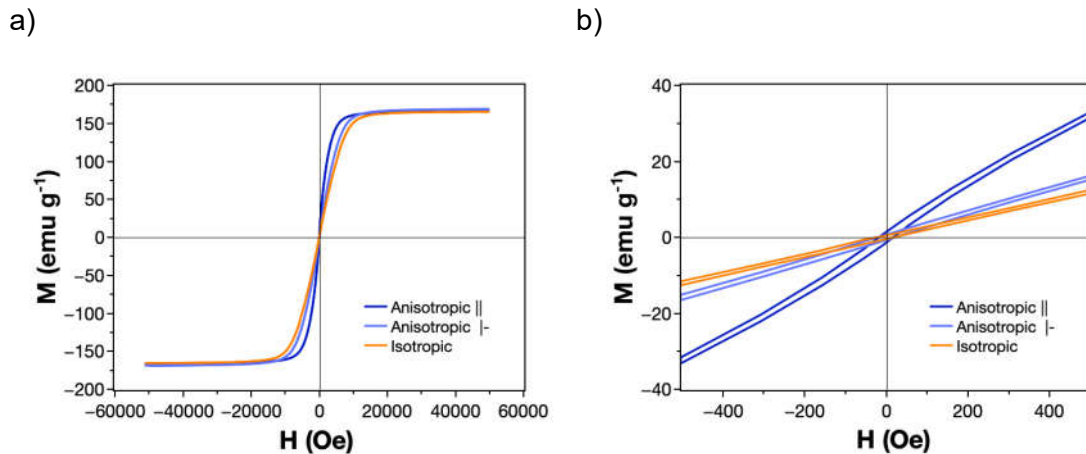 a)
b)
M (emu g⁻¹)
200
150
100
50
0
−50
−100
−150
−200
Anisotropic ||
Anisotropic |-
Isotropic
−60000 −40000 −20000 0 20000 40000 60000
H (Oe)
M (emu g⁻¹)
40
20
0
−20
−40
Anisotropic ||
Anisotropic |-
Isotropic
−400 −200 0 200 400
H (Oe)